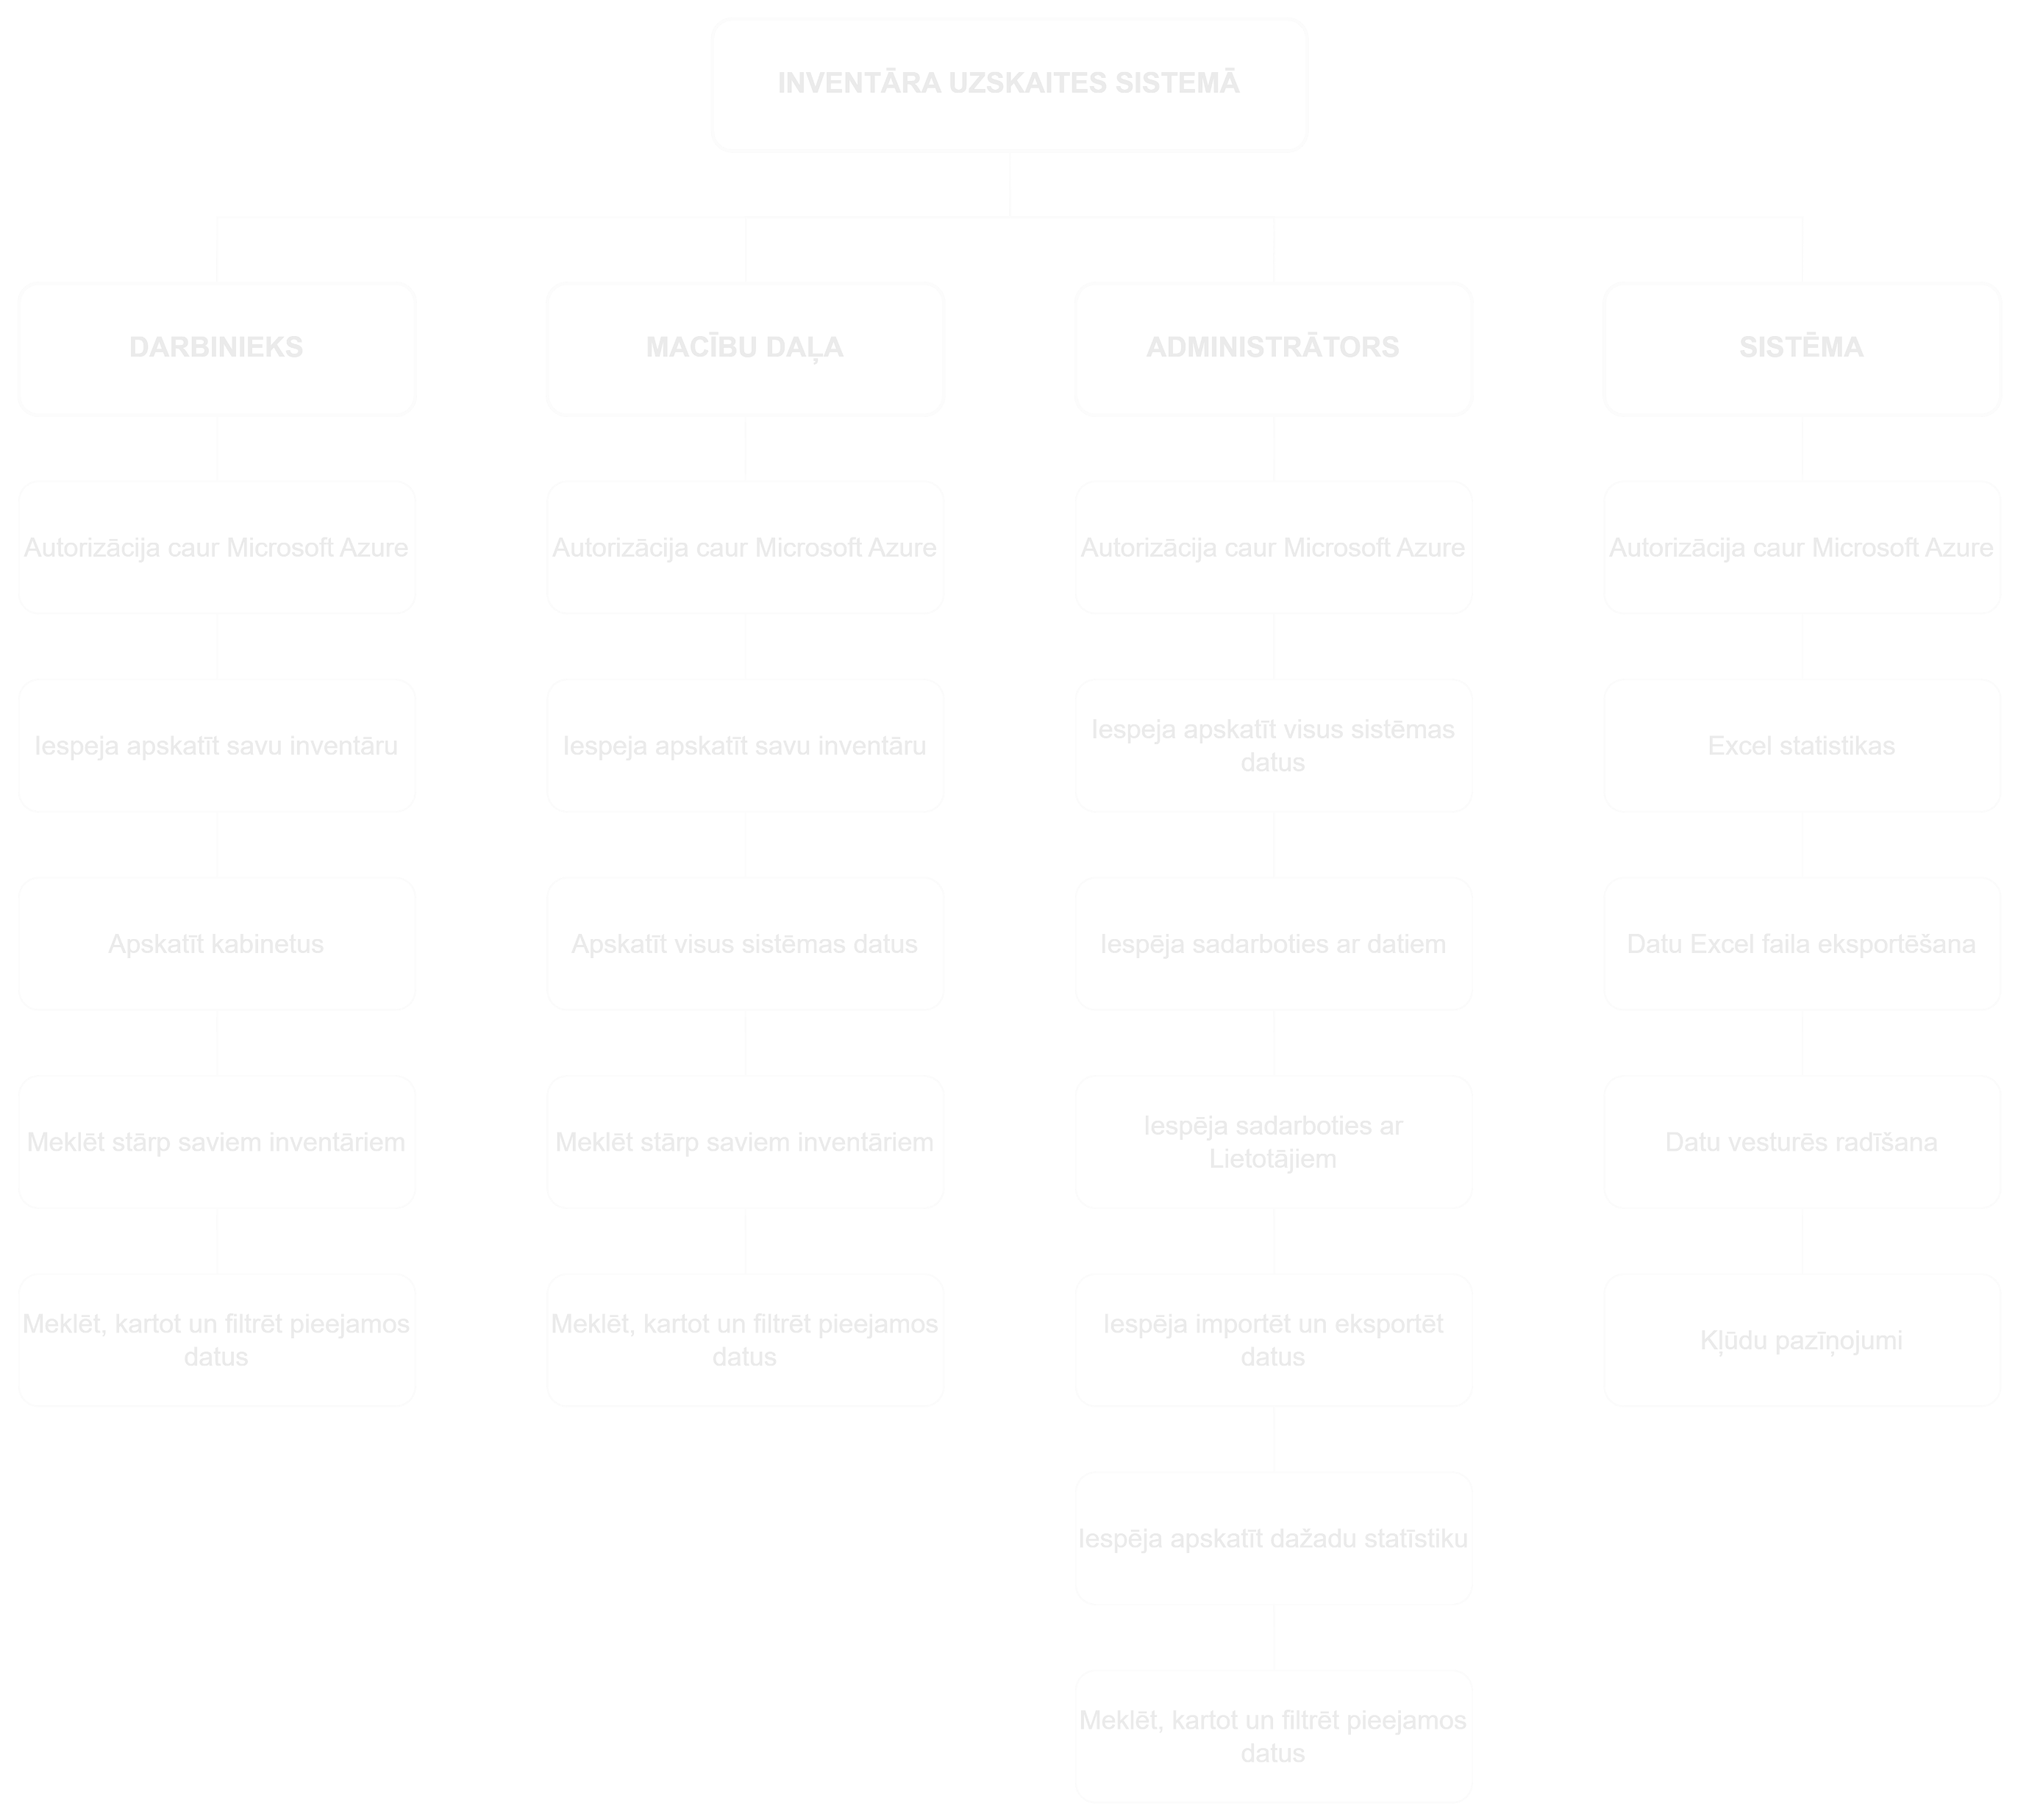 INVENTĀRA UZSKAITES SISTEMĀ
DARBINIEKS
MACĪBU DAĻA
ADMINISTRĀTORS
SISTĒMA
Autorizācija caur Microsoft Azure
Autorizācija caur Microsoft Azure
Autorizācija caur Microsoft Azure
Autorizācija caur Microsoft Azure
Iespeja apskatīt savu inventāru
Iespeja apskatīt savu inventāru
Iespeja apskatīt visus sistēmas
datus
Excel statistikas
Apskatīt kabinetus
Apskatīt visus sistēmas datus
Iespēja sadarboties ar datiem
Datu Excel faila eksportēšana
Meklēt stārp saviem inventāriem
Meklēt stārp saviem inventāriem
Iespēja sadarboties ar
Lietotājiem
Datu vesturēs radīšana
Meklēt, kartot un filtrēt pieejamos
datus
Meklēt, kartot un filtrēt pieejamos
datus
Iespēja importēt un eksportēt
datus
Kļūdu pazīņojumi
Iespēja apskatīt dažadu statīstiku
Meklēt, kartot un filtrēt pieejamos
datus